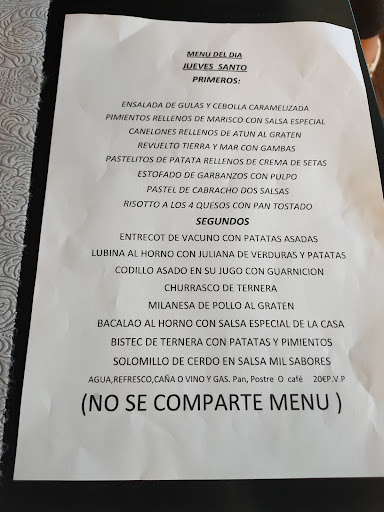 MENU DEL DIA
JUEVES SANTO
PRIMEROS:
ENSALADA DE GULAS Y CEBOLLA CARAMELIZADA
PIMIENTOS RELLENOS DE MARISCO CON SALSA ESPECIAL
CANELONES RELLENOS DE ATUN AL GRATEN
REVUELTO TIERRA Y MAR CON GAMBAS
PASTELITOS DE PATATA RELLENOS DE CREMA DE SETAS
ESTOFADO DE GARBANZOS CON PULPO
PASTEL DE CABRACHO DOS SALSAS
RISOTTO A LOS 4 QUESOS CON PAN TOSTADO
SEGUNDOS
ENTRECOT DE VACUNO CON PATATAS ASADAS
LUBINA AL HORNO CON JULIANA DE VERDURAS Y PATATAS
CODILLO ASADO EN SU JUGO CON GUARNICION
CHURRASCO DE TERNERA
MILANESA DE POLLO AL GRATEN
BACALAO AL HORNO CON SALSA ESPECIAL DE LA CASA
BISTEC DE TERNERA CON PATATAS Y PIMIENTOS
SOLOMILLO DE CERDO EN SALSA MIL SABORES
AGUA,REFRESCO,CAÑA O VINO Y GAS. Pan, Postre O café 20€P.V.P
(NO SE COMPARTE MENU )